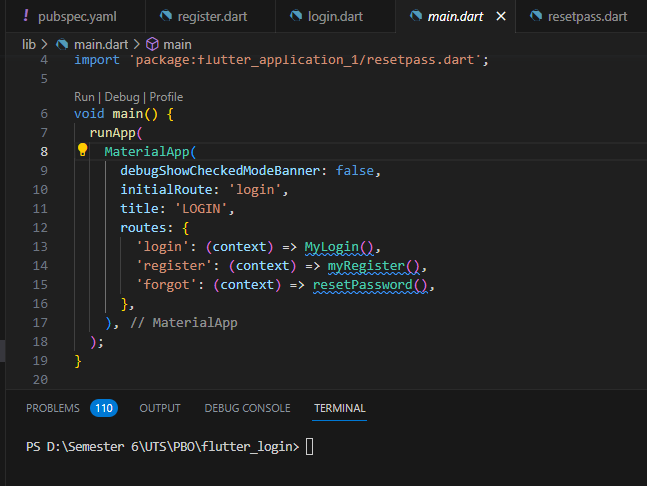 ! pubspec.yaml register.dart login.dart main.dart × resetpass.dart
lib > main.dart > main
4 import 'package:flutter_application_1/resetpass.dart';
5
Run | Debug | Profile
6 void main() {
7 runApp(
8 MaterialApp(
9 debugShowCheckedModeBanner: false,
10 initialRoute: 'login',
11 title: 'LOGIN',
12 routes: {
13 'login': (context) => MyLogin(),
14 'register': (context) => myRegister(),
15 'forgot': (context) => resetPassword(),
16 },
17 ), // MaterialApp
18 );
19 }
20
PROBLEMS 110 OUTPUT DEBUG CONSOLE TERMINAL
PS D:\Semester 6\UTS\PBO\flutter_login>